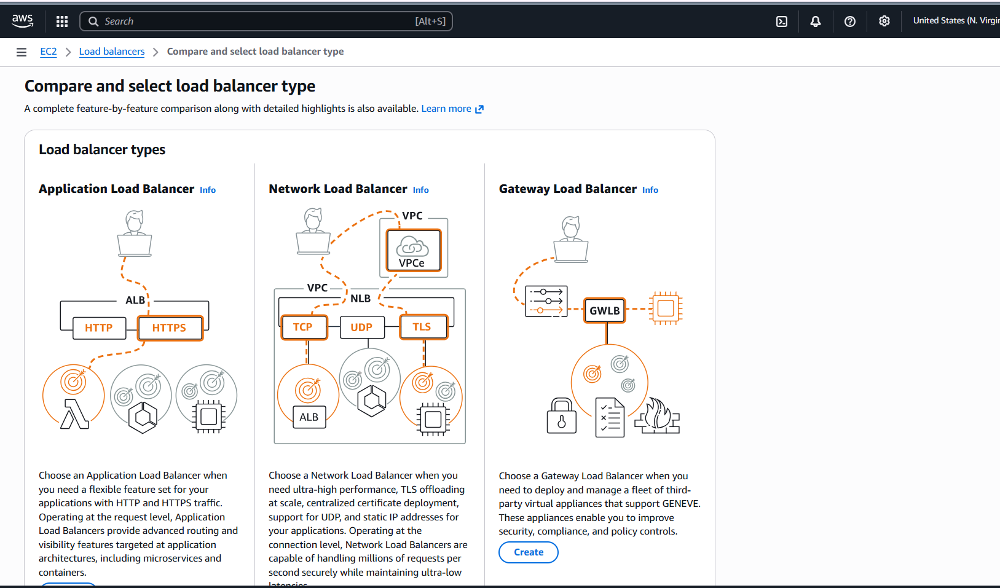 aws
Search
[Alt+S]
United States (N. Virgin
EC2
Load balancers
Compare and select load balancer type
Compare and select load balancer type
A complete feature-by-feature comparison along with detailed highlights is also available. Learn more
Load balancer types
Application Load Balancer Info
ALB
HTTP
HTTPS
Choose an Application Load Balancer when
you need a flexible feature set for your
applications with HTTP and HTTPS traffic.
Operating at the request level, Application
Load Balancers provide advanced routing and
visibility features targeted at application
architectures, including microservices and
containers.
Network Load Balancer Info
VPC
VPCe
VPC
NLB
TCP
UDP
TLS
ALB
Choose a Network Load Balancer when you
need ultra-high performance, TLS offloading
at scale, centralized certificate deployment,
support for UDP, and static IP addresses for
your applications. Operating at the
connection level, Network Load Balancers are
capable of handling millions of requests per
second securely while maintaining ultra-low
latencies.
Gateway Load Balancer Info
GWLB
Choose a Gateway Load Balancer when you
need to deploy and manage a fleet of third-
party virtual appliances that support GENEVE.
These appliances enable you to improve
security, compliance, and policy controls.
Create